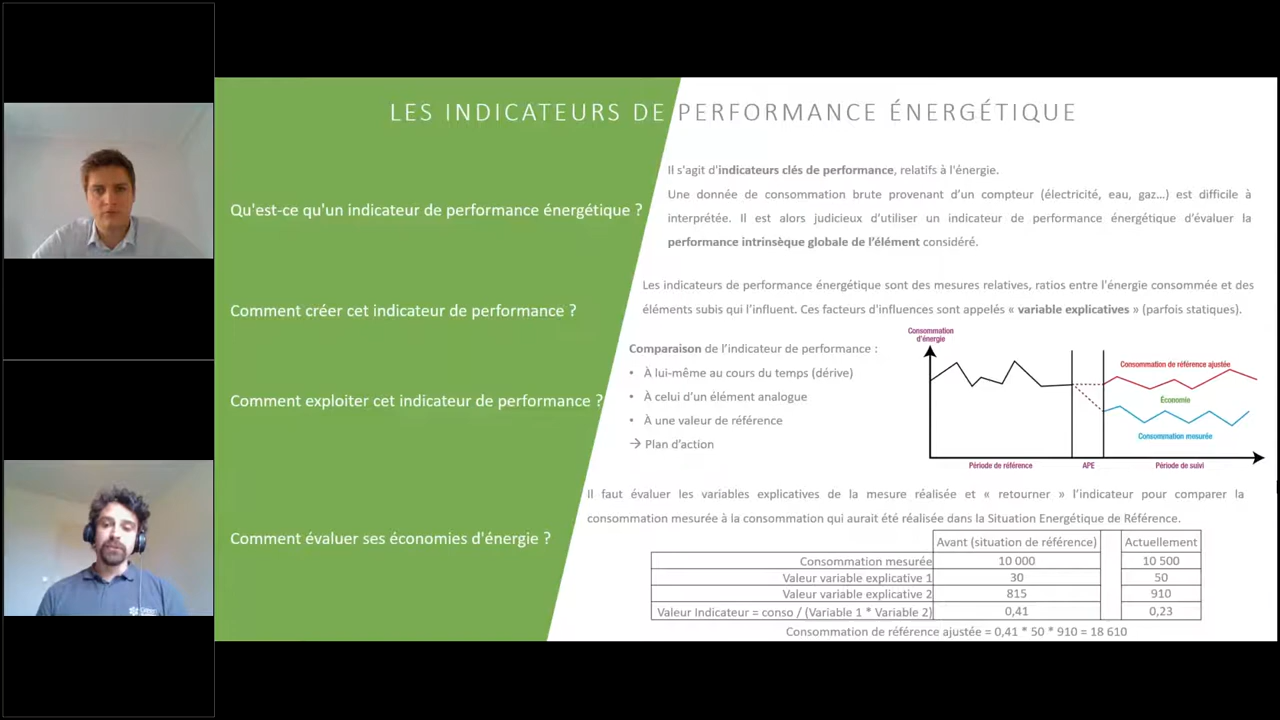 LES INDICATEURS DE PERFORMANCE ÉNERGÉTIQUE
Qu'est-ce qu'un indicateur de performance énergétique ?
Il s'agit d'indicateurs clés de performance, relatifs à l'énergie.
Une donnée de consommation brute provenant d'un compteur (électricité, eau, gaz...) est difficile à
interprétée. Il est alors judicieux d'utiliser un indicateur de performance énergétique d'évaluer la
performance intrinsèque globale de l'élément considéré.
Comment créer cet indicateur de performance ?
Les indicateurs de performance énergétique sont des mesures relatives, ratios entre l'énergie consommée et des
éléments subis qui l'influent. Ces facteurs d'influences sont appelés « variable explicatives » (parfois statiques).
Comment exploiter cet indicateur de performance ?
Comparaison de l'indicateur de performance :
• À lui-même au cours du temps (dérive)
• À celui d'un élément analogue
• À une valeur de référence
→ Plan d'action
Consommation
d'énergie
Consommation de référence ajustée
Économie
Consommation mesurée
Période de référence
APE
Période de suivi
Comment évaluer ses économies d'énergie ?
Il faut évaluer les variables explicatives de la mesure réalisée et « retourner » l'indicateur pour comparer la
consommation mesurée à la consommation qui aurait été réalisée dans la Situation Energétique de Référence.
Avant (situation de référence) Actuellement
Consommation mesurée 10 000 10 500
Valeur variable explicative 1 30 50
Valeur variable explicative 2 815 910
Valeur Indicateur = conso / (Variable 1 * Variable 2) 0,41 0,23
Consommation de référence ajustée = 0,41 * 50 * 910 = 18 610